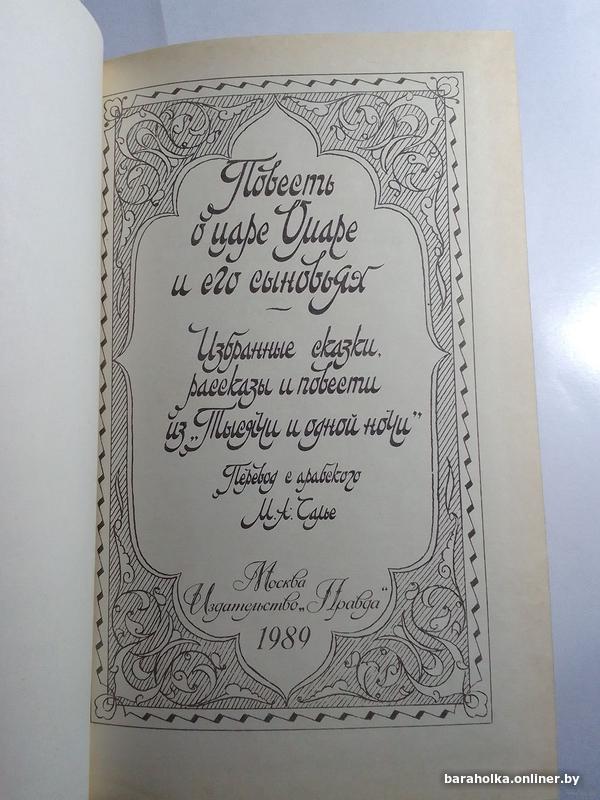 Повесть
о царе Омаре
и его сыновьях
—
Избранные сказки,
рассказы и повести
из „Тысячи и одной ночи"
Перевод с арабского
М.А. Салье
Москва
Издательство „Правда"
1989
baraholka.onliner.by